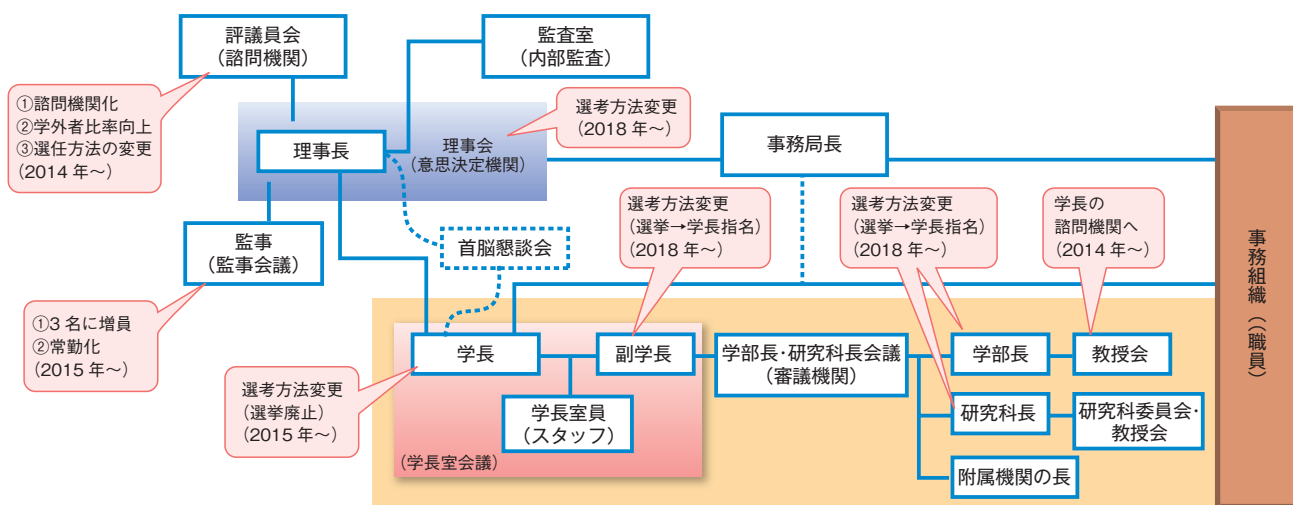 評議員会
（諮問機関）
監査室
（内部監査）
①諮問機関化
②学外者比率向上
③選任方法の変更
（2014 年～）
理事長
理事会
（意思決定機関）
選考方法変更
（2018 年～）
事務局長
監事
（監事会議）
首脳懇談会
選考方法変更
（選挙→学長指名）
（2018 年～）
選考方法変更
（選挙→学長指名）
（2018 年～）
学長の
諮問機関へ
（2014 年～）
①3 名に増員
②常勤化
（2015 年～）
学長
副学長
学部長・研究科長会議
（審議機関）
学部長
教授会
選考方法変更
（選挙廃止）
（2015 年～）
学長室員
（スタッフ）
研究科長
研究科委員会・
教授会
（学長室会議）
附属機関の長
事務組織（（職員）